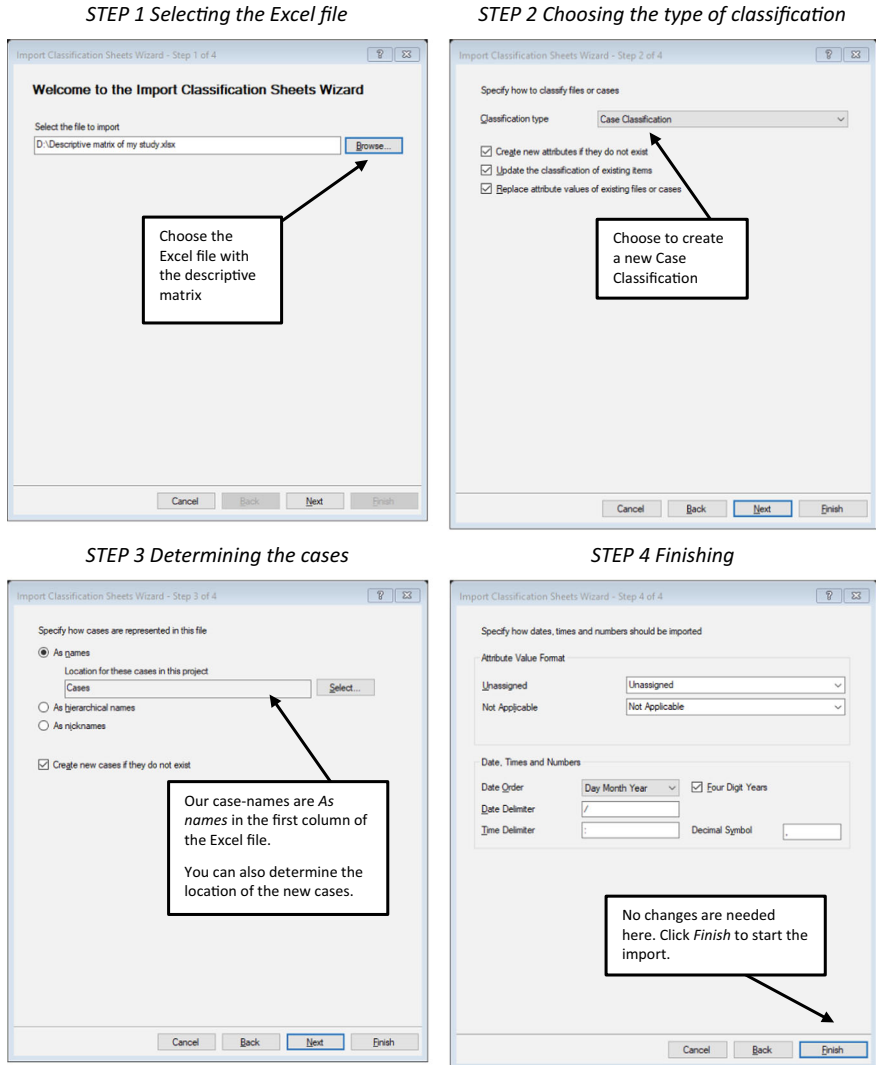 STEP 1 Selecting the Excel file
Import Classification Sheets Wizard - Step 1 of 4
Welcome to the Import Classification Sheets Wizard
Select the file to import
D:\Descriptive matrix of my study.xlsx
Browse...
Choose the
Excel file with
the descriptive
matrix
Cancel Back Next Finish
STEP 2 Choosing the type of classification
Import Classification Sheets Wizard - Step 2 of 4
Specify how to classify files or cases
Classification type Case Classification
Create new attributes if they do not exist
Update the classification of existing items
Replace attribute values of existing files or cases
Choose to create
a new Case
Classification
Cancel Back Next Finish
STEP 3 Determining the cases
Import Classification Sheets Wizard - Step 3 of 4
Specify how cases are represented in this file
As names
Location for these cases in this project
Cases Select...
As hierarchical names
As nicknames
Create new cases if they do not exist
Our case-names are As
names in the first column of
the Excel file.
You can also determine the
location of the new cases.
Cancel Back Next Finish
STEP 4 Finishing
Import Classification Sheets Wizard - Step 4 of 4
Specify how dates, times and numbers should be imported
Attribute Value Format
Unassigned Unassigned
Not Applicable Not Applicable
Date, Times and Numbers
Date Order Day Month Year Four Digit Years
Date Delimiter /
Time Delimiter : Decimal Symbol ,
No changes are needed
here. Click Finish to start the
import.
Cancel Back Finish